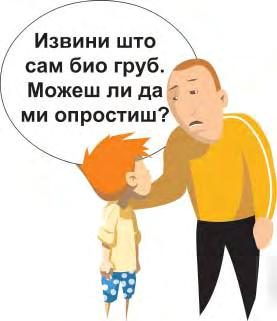 Извини што
сам био груб.
Можеш ли да
ми опростиш?